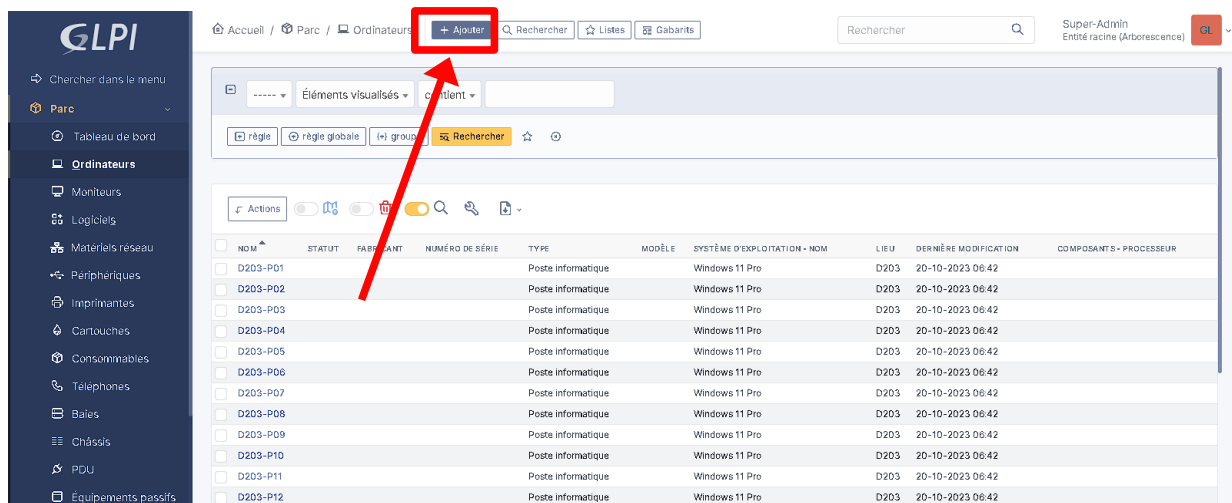 GLPI
Chercher dans le menu
Parc
Tableau de bord
Ordinateurs
Moniteurs
Logiciels
Matériels réseau
Périphériques
Imprimantes
Cartouches
Consommables
Téléphones
Baies
Châssis
PDU
Équipements passifs
Accueil / Parc / Ordinateurs
+ Ajouter Rechercher Listes Gabarits
Rechercher
Super-Admin
Entité racine (Arborescence)
GL
----- Éléments visualisés contient
règle règle globale (+) group Rechercher
Actions
NOM STATUT FABRICANT NUMÉRO DE SÉRIE TYPE MODÈLE SYSTÈME D'EXPLOITATION - NOM LIEU DERNIÈRE MODIFICATION COMPOSANTS - PROCESSEUR
D203-P01 Poste informatique Windows 11 Pro D203 20-10-2023 06:42
D203-P02 Poste informatique Windows 11 Pro D203 20-10-2023 06:42
D203-P03 Poste informatique Windows 11 Pro D203 20-10-2023 06:42
D203-P04 Poste informatique Windows 11 Pro D203 20-10-2023 06:42
D203-P05 Poste informatique Windows 11 Pro D203 20-10-2023 06:42
D203-P06 Poste informatique Windows 11 Pro D203 20-10-2023 06:42
D203-P07 Poste informatique Windows 11 Pro D203 20-10-2023 06:42
D203-P08 Poste informatique Windows 11 Pro D203 20-10-2023 06:42
D203-P09 Poste informatique Windows 11 Pro D203 20-10-2023 06:42
D203-P10 Poste informatique Windows 11 Pro D203 20-10-2023 06:42
D203-P11 Poste informatique Windows 11 Pro D203 20-10-2023 06:42
D203-P12 Poste informatique Windows 11 Pro D203 20-10-2023 06:42